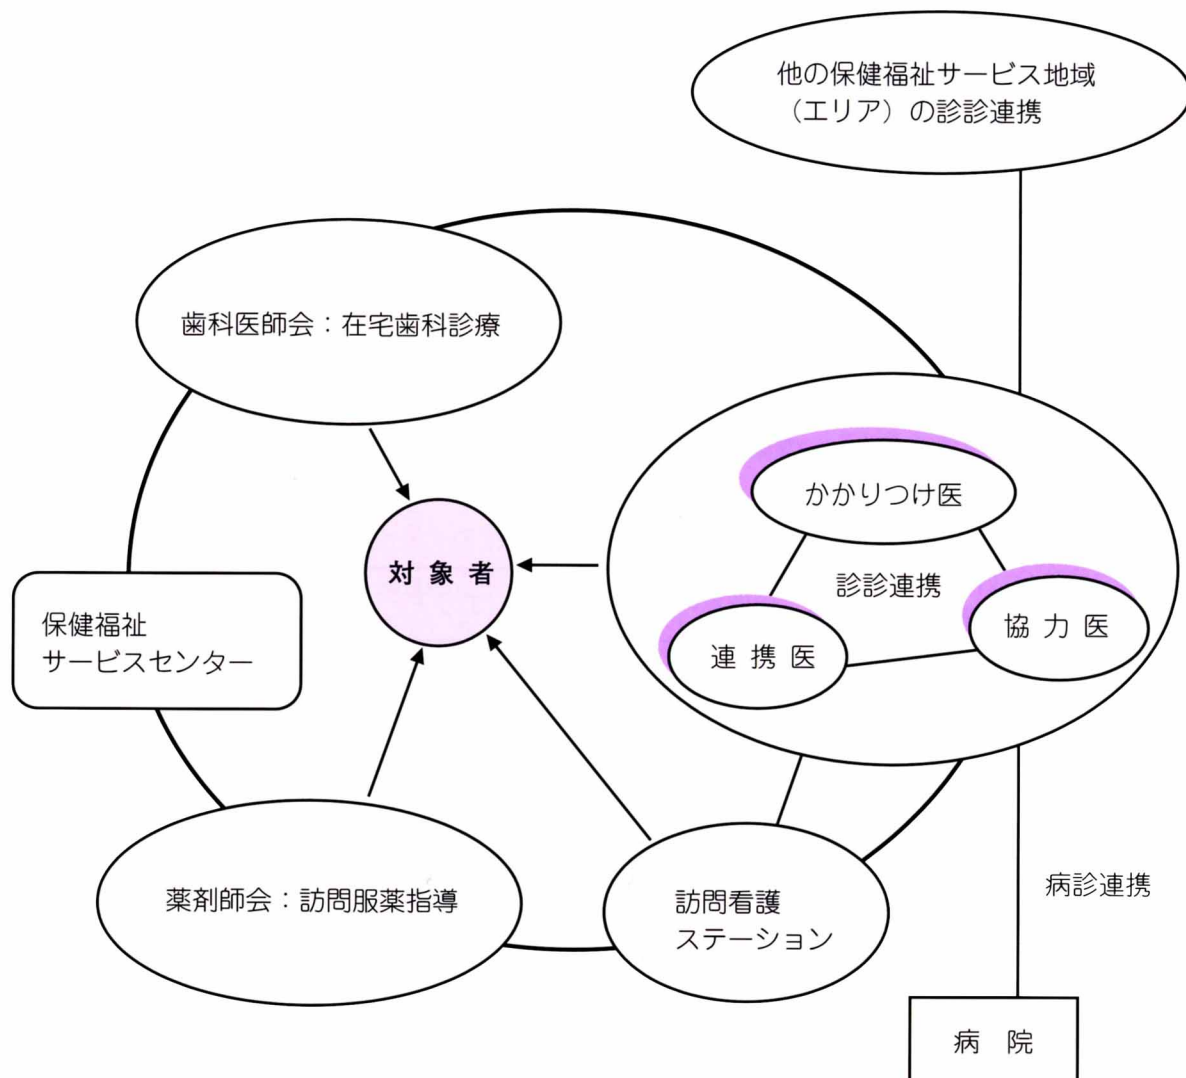 他の保健福祉サービス地域
（エリア）の診診連携
歯科医師会：在宅歯科診療
かかりつけ医
対 象 者
診診連携
保健福祉
サービスセンター
連 携 医
協 力 医
薬剤師会：訪問服薬指導
訪問看護
ステーション
病診連携
病 院